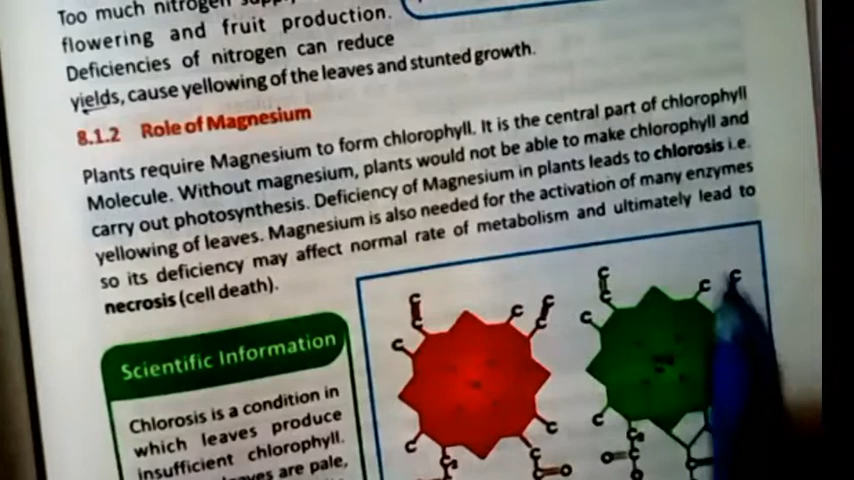 Too much nitrogen
flowering and fruit production.
Deficiencies of nitrogen can reduce
yields, cause yellowing of the leaves and stunted growth.
8.1.2 Role of Magnesium
Plants require Magnesium to form chlorophyll. It is the central part of chlorophyll
Molecule. Without magnesium, plants would not be able to make chlorophyll and
carry out photosynthesis. Deficiency of Magnesium in plants leads to chlorosis i.e.
yellowing of leaves. Magnesium is also needed for the activation of many enzymes
so its deficiency may affect normal rate of metabolism and ultimately lead to
necrosis (cell death).
Scientific Information
Chlorosis is a condition in
which leaves produce
insufficient chlorophyll.
leaves are pale,